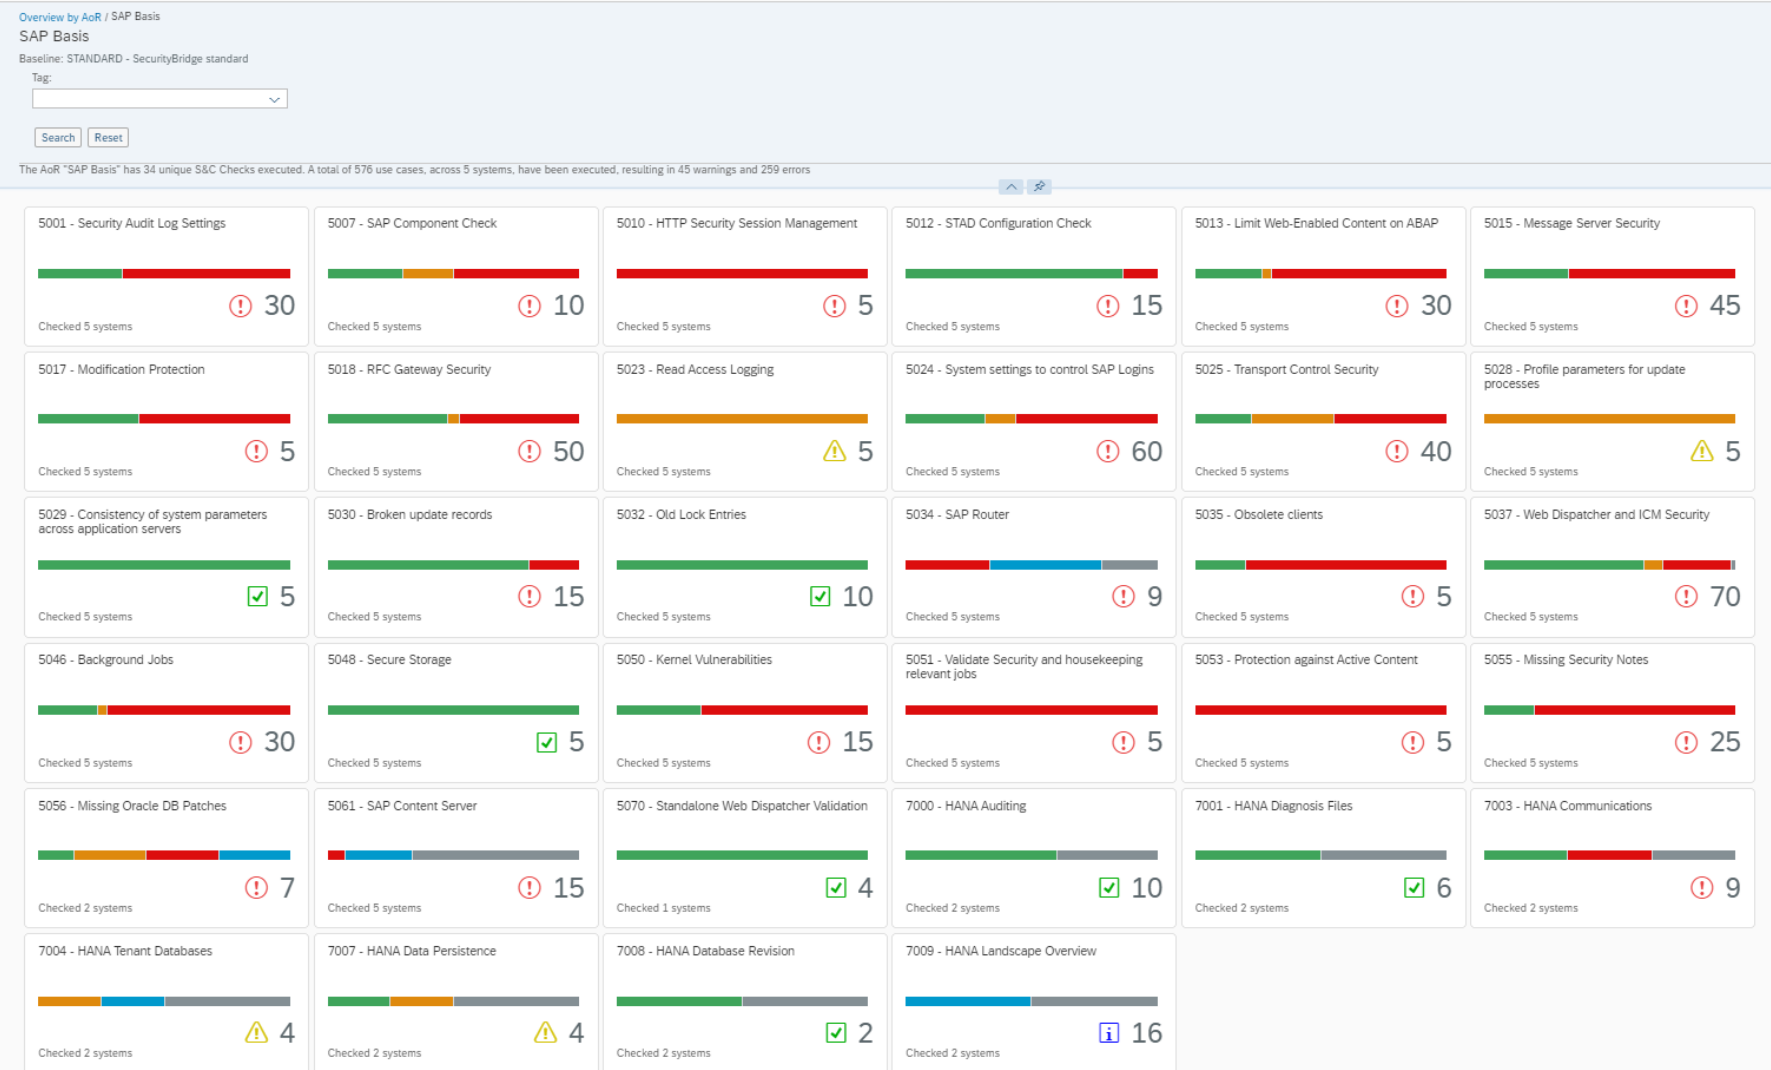 Overview by AoR / SAP Basis
SAP Basis
Baseline: STANDARD - SecurityBridge standard
Tag:
Search Reset
The AoR "SAP Basis" has 34 unique S&C Checks executed. A total of 576 use cases, across 5 systems, have been executed, resulting in 45 warnings and 259 errors
5001 - Security Audit Log Settings
30
Checked 5 systems
5007 - SAP Component Check
10
Checked 5 systems
5010 - HTTP Security Session Management
5
Checked 5 systems
5012 - STAD Configuration Check
15
Checked 5 systems
5013 - Limit Web-Enabled Content on ABAP
30
Checked 5 systems
5015 - Message Server Security
45
Checked 5 systems
5017 - Modification Protection
5
Checked 5 systems
5018 - RFC Gateway Security
50
Checked 5 systems
5023 - Read Access Logging
5
Checked 5 systems
5024 - System settings to control SAP Logins
60
Checked 5 systems
5025 - Transport Control Security
40
Checked 5 systems
5028 - Profile parameters for update
processes
5
Checked 5 systems
5029 - Consistency of system parameters
across application servers
5
Checked 5 systems
5030 - Broken update records
15
Checked 5 systems
5032 - Old Lock Entries
10
Checked 5 systems
5034 - SAP Router
9
Checked 5 systems
5035 - Obsolete clients
5
Checked 5 systems
5037 - Web Dispatcher and ICM Security
70
Checked 5 systems
5046 - Background Jobs
30
Checked 5 systems
5048 - Secure Storage
5
Checked 5 systems
5050 - Kernel Vulnerabilities
15
Checked 5 systems
5051 - Validate Security and housekeeping
relevant jobs
5
Checked 5 systems
5053 - Protection against Active Content
5
Checked 5 systems
5055 - Missing Security Notes
25
Checked 5 systems
5056 - Missing Oracle DB Patches
7
Checked 2 systems
5061 - SAP Content Server
15
Checked 5 systems
5070 - Standalone Web Dispatcher Validation
4
Checked 1 systems
7000 - HANA Auditing
10
Checked 2 systems
7001 - HANA Diagnosis Files
6
Checked 2 systems
7003 - HANA Communications
9
Checked 2 systems
7004 - HANA Tenant Databases
4
Checked 2 systems
7007 - HANA Data Persistence
4
Checked 2 systems
7008 - HANA Database Revision
2
Checked 2 systems
7009 - HANA Landscape Overview
16
Checked 2 systems